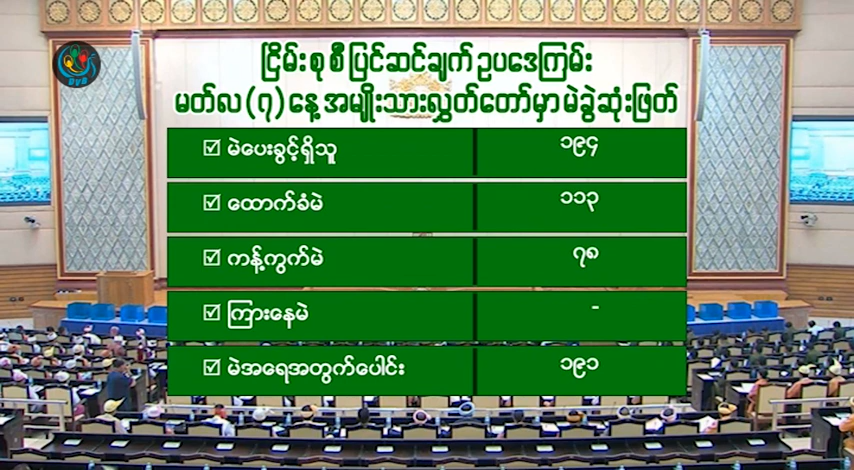 DVB
ငြိမ်းစုစီပြင်ဆင်ချက် ဥပဒေကြမ်း
မတ်လ (၇) နေ့ အမျိုးသားလွှတ်တော်မှာ မဲခွဲဆုံးဖြတ်
☑ မဲပေးခွင့်ရှိသူ ၁၉၄
☑ ထောက်ခံမဲ ၁၁၃
☑ ကန့်ကွက်မဲ ၇၈
☑ ကြားနေမဲ -
☑ မဲအရေအတွက်ပေါင်း ၁၉၁